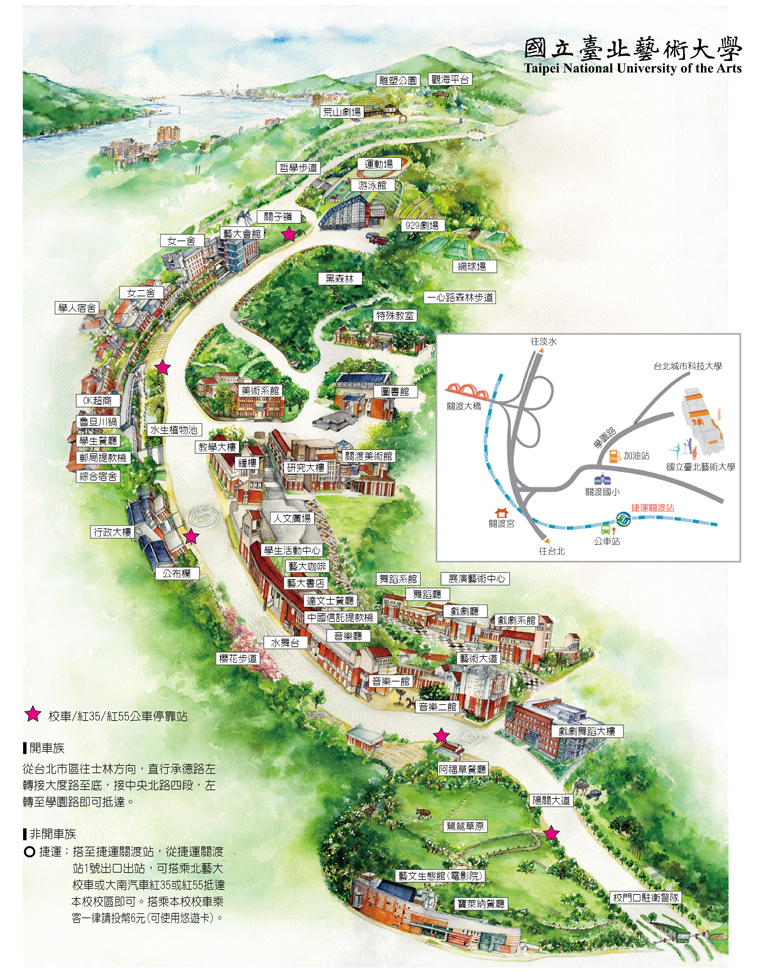 國立臺北藝術大學
Taipei National University of the Arts
雕塑公園
觀海平台
荒山劇場
哲學步道
運動場
游泳館
關子嶺
929劇場
藝大會館
女一舍
網球場
黑森林
女二舍
一心路森林步道
學人宿舍
特殊教室
美術系館
圖書館
OK超商
魯旦川鍋
學生餐廳
郵局提款機
綜合宿舍
水生植物池
教學大樓
鐘樓
研究大樓
關渡美術館
人文廣場
行政大樓
學生活動中心
藝大咖啡
公布欄
藝大書店
達文士餐廳
中國信託提款機
音樂廳
水舞台
櫻花步道
舞蹈系館
展演藝術中心
舞蹈廳
戲劇廳
戲劇系館
藝術大道
音樂一館
音樂二館
戲劇舞蹈大樓
阿福草餐廳
陽關大道
鷺鷥草原
藝文生態館(電影院)
寶萊納餐廳
校門口駐衛警隊
往淡水
台北城市科技大學
關渡大橋
學園路
加油站
國立臺北藝術大學
關渡國小
捷運關渡站
關渡宮
公車站
往台北
校車/紅35/紅55公車停靠站
開車族
從台北市區往士林方向，直行承德路左
轉接大度路至底，接中央北路四段，左
轉至學園路即可抵達。
非開車族
捷運：搭至捷運關渡站，從捷運關渡
站1號出口出站，可搭乘北藝大
校車或大南汽車紅35或紅55抵達
本校校區即可。搭乘本校校車乘
客一律請投幣6元(可使用悠遊卡)。